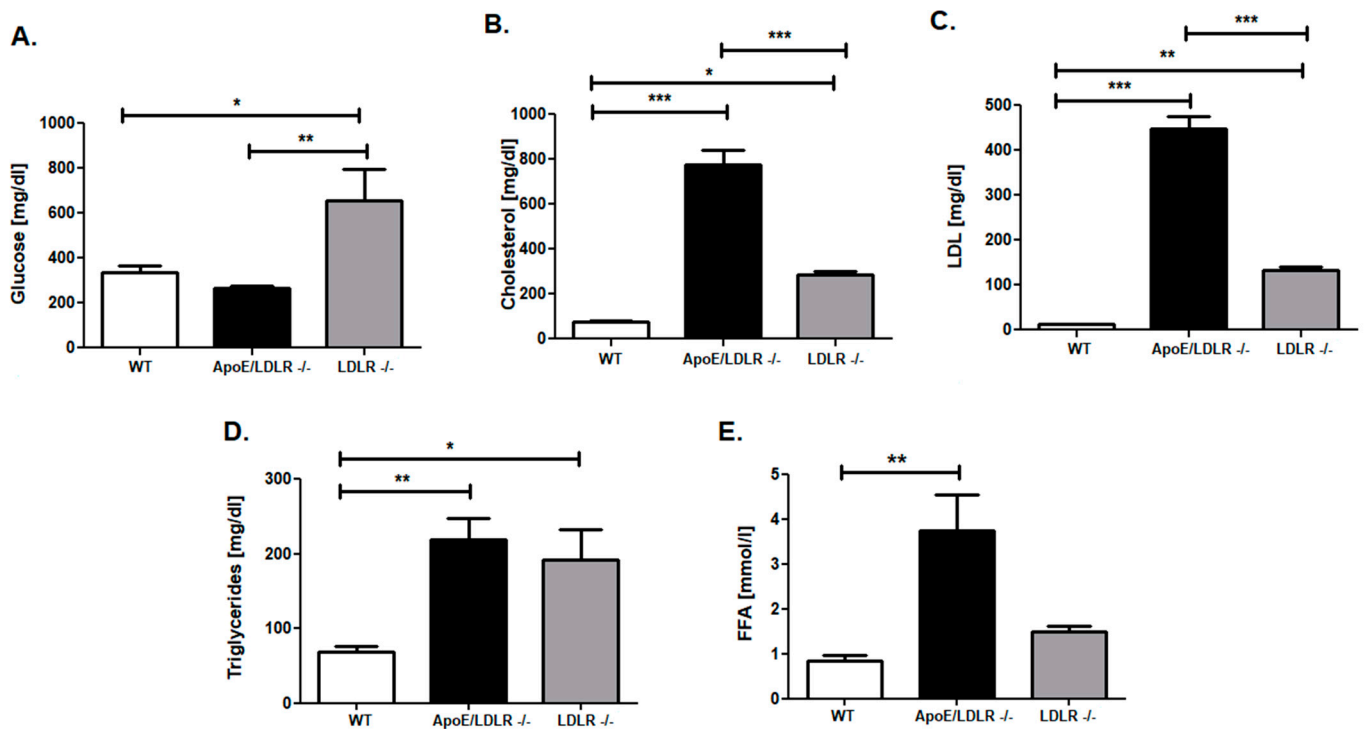 A.
Glucose [mg/dl]
1000
800
600
400
200
0
*
**
WT
ApoE/LDLR -/-
LDLR -/-
B.
Cholesterol [mg/dl]
1000
800
600
400
200
0
***
*
***
WT
ApoE/LDLR -/-
LDLR -/-
C.
LDL [mg/dl]
500
400
300
200
100
0
***
**
***
WT
ApoE/LDLR -/-
LDLR -/-
D.
Triglycerides [mg/dl]
300
200
100
0
*
**
WT
ApoE/LDLR -/-
LDLR -/-
E.
FFA [mmol/l]
5
4
3
2
1
0
**
WT
ApoE/LDLR -/-
LDLR -/-